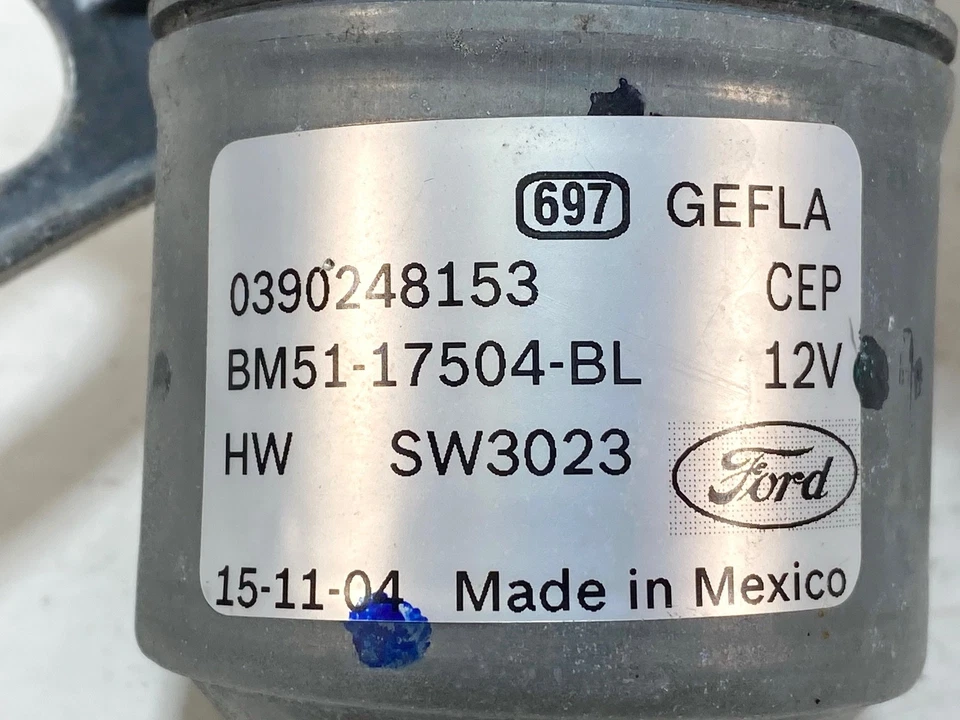 697 GEFLA
0390248153 CEP
BM51-17504-BL 12V
HW SW3023
Ford
15-11-04 Made in Mexico